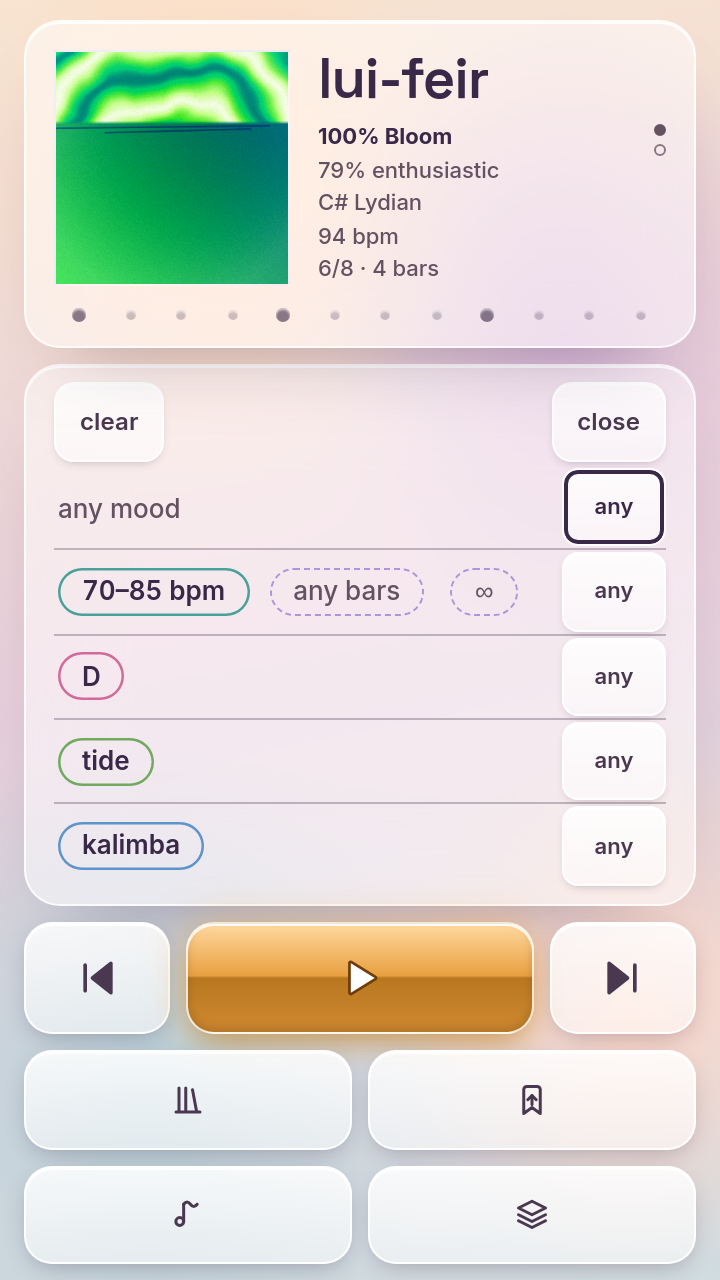 lui-feir
100% Bloom
79% enthusiastic
C# Lydian
94 bpm
6/8 · 4 bars
clear close
any mood any
70–85 bpm any bars ∞ any
D any
tide any
kalimba any